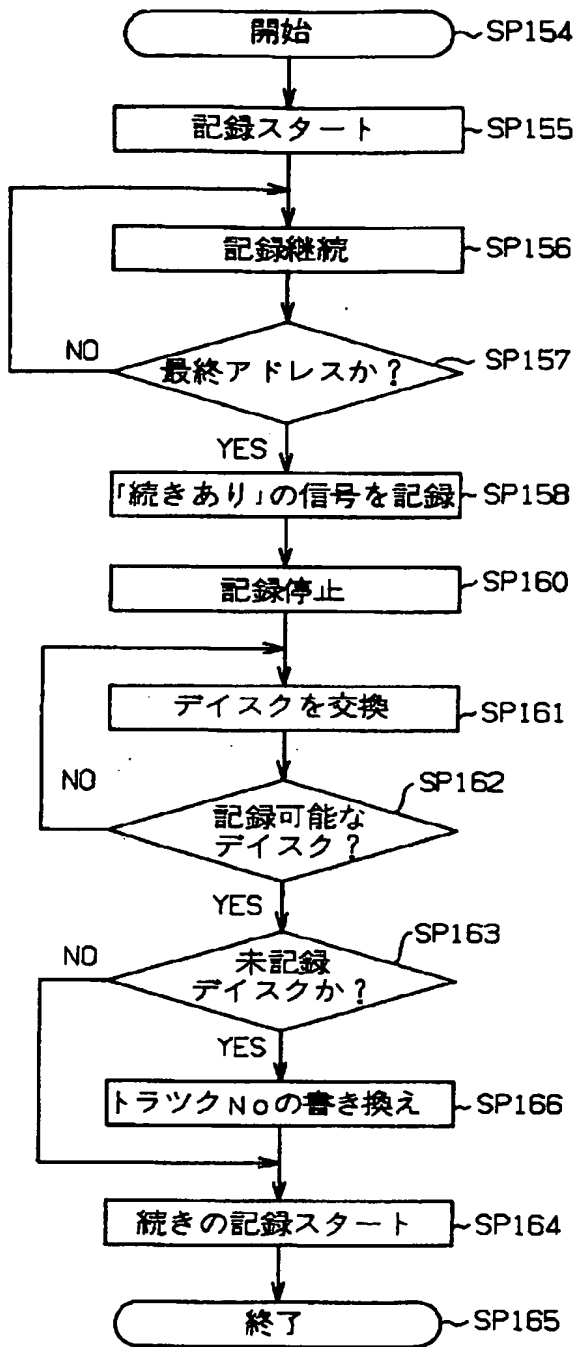 開始
SP154
記録スタート
SP155
記録継続
SP156
NO
最終アドレスか？
SP157
YES
「続きあり」の信号を記録
SP158
記録停止
SP160
デイスクを交換
SP161
NO
記録可能な
デイスク？
SP162
YES
NO
未記録
デイスクか？
SP163
YES
トラツクNoの書き換え
SP166
続きの記録スタート
SP164
終了
SP165